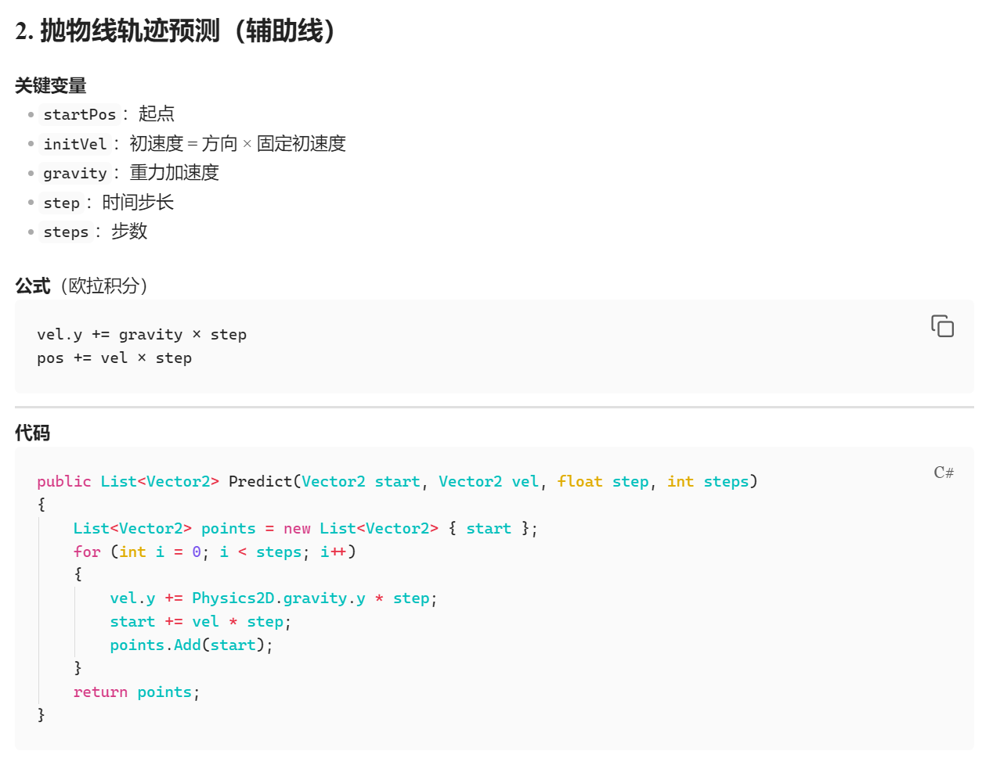 2. 抛物线轨迹预测（辅助线）
关键变量
startPos： 起点
initVel： 初速度 = 方向 × 固定初速度
gravity： 重力加速度
step： 时间步长
steps： 步数
公式（欧拉积分）
vel.y += gravity × step
pos += vel × step
代码
C#
public List<Vector2> Predict(Vector2 start, Vector2 vel, float step, int steps)
{
    List<Vector2> points = new List<Vector2> { start };
    for (int i = 0; i < steps; i++)
    {
        vel.y += Physics2D.gravity.y * step;
        start += vel * step;
        points.Add(start);
    }
    return points;
}